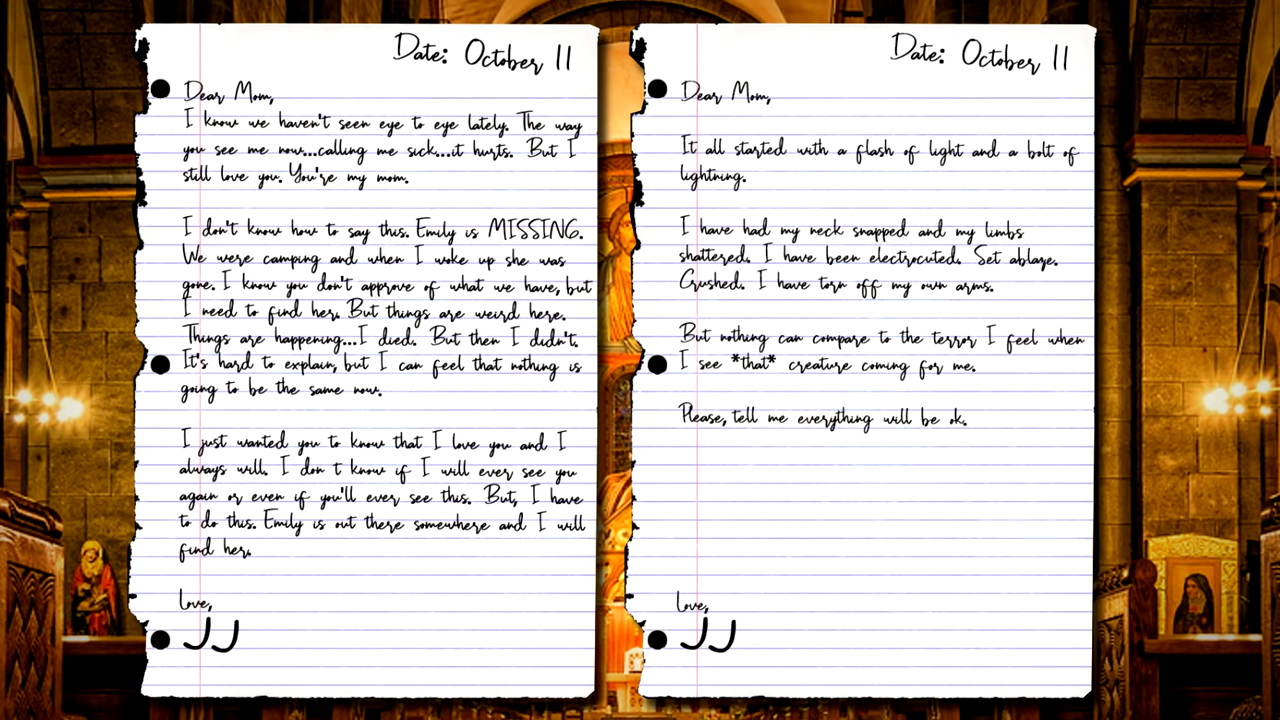 Date: October 11
Dear Mom,
I know we haven't seen eye to eye lately. The way
you see me now...calling me sick...it hurts. But I
still love you. You're my mom.
I don't know how to say this. Emily is MISSING.
We were camping and when I woke up she was
gone. I know you don't approve of what we have, but
I need to find her. But things are weird here.
Things are happening...I died. But then I didn't.
It's hard to explain, but I can feel that nothing is
going to be the same now.
I just wanted you to know that I love you and I
always will. I don t know if I will ever see you
again or even if you'll ever see this. But, I have
to do this. Emily is out there somewhere and I will
find her.
Love,
JJ
Date: October 11
Dear Mom,
It all started with a flash of light and a bolt of
lightning.
I have had my neck snapped and my limbs
shattered. I have been electrocuted. Set ablaze.
Crushed. I have torn off my own arms.
But nothing can compare to the terror I feel when
I see *that* creature coming for me.
Please, tell me everything will be ok.
Love,
JJ